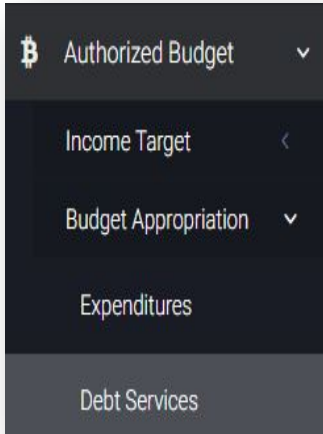 Authorized Budget
Income Target
Budget Appropriation
Expenditures
Debt Services